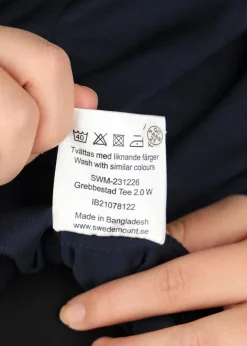 40
Tvättas med liknande färger
Wash with similar colours
SWM-231226
Grebbestad Tee 2.0 W
IB21078122
Made in Bangladesh
www.swedemount.se